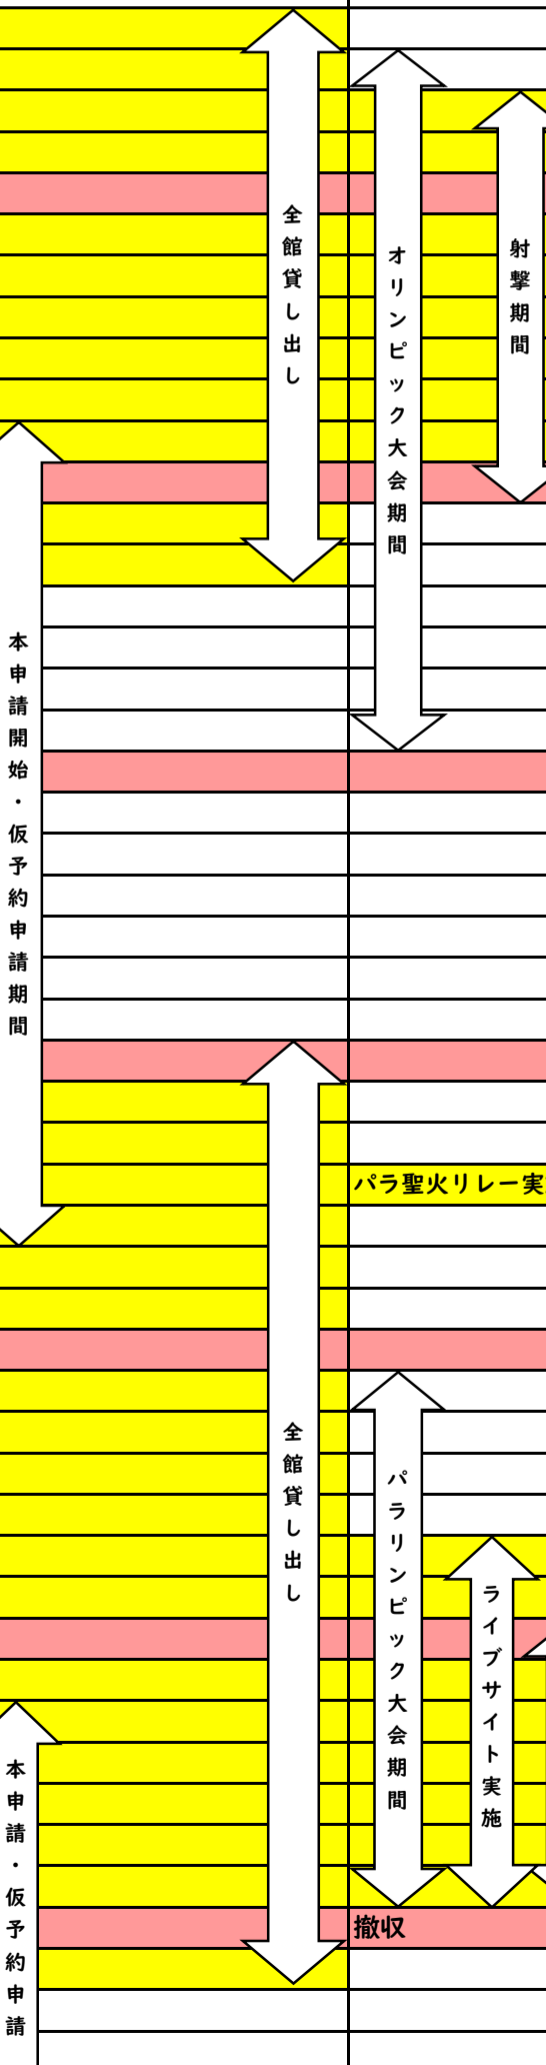 全館貸し出し
オリンピック大会期間
射撃期間
本申請開始・仮予約申請期間
パラ聖火リレー実
全館貸し出し
パラリンピック大会期間
ライブサイト実施
本申請・仮予約申請
撤収